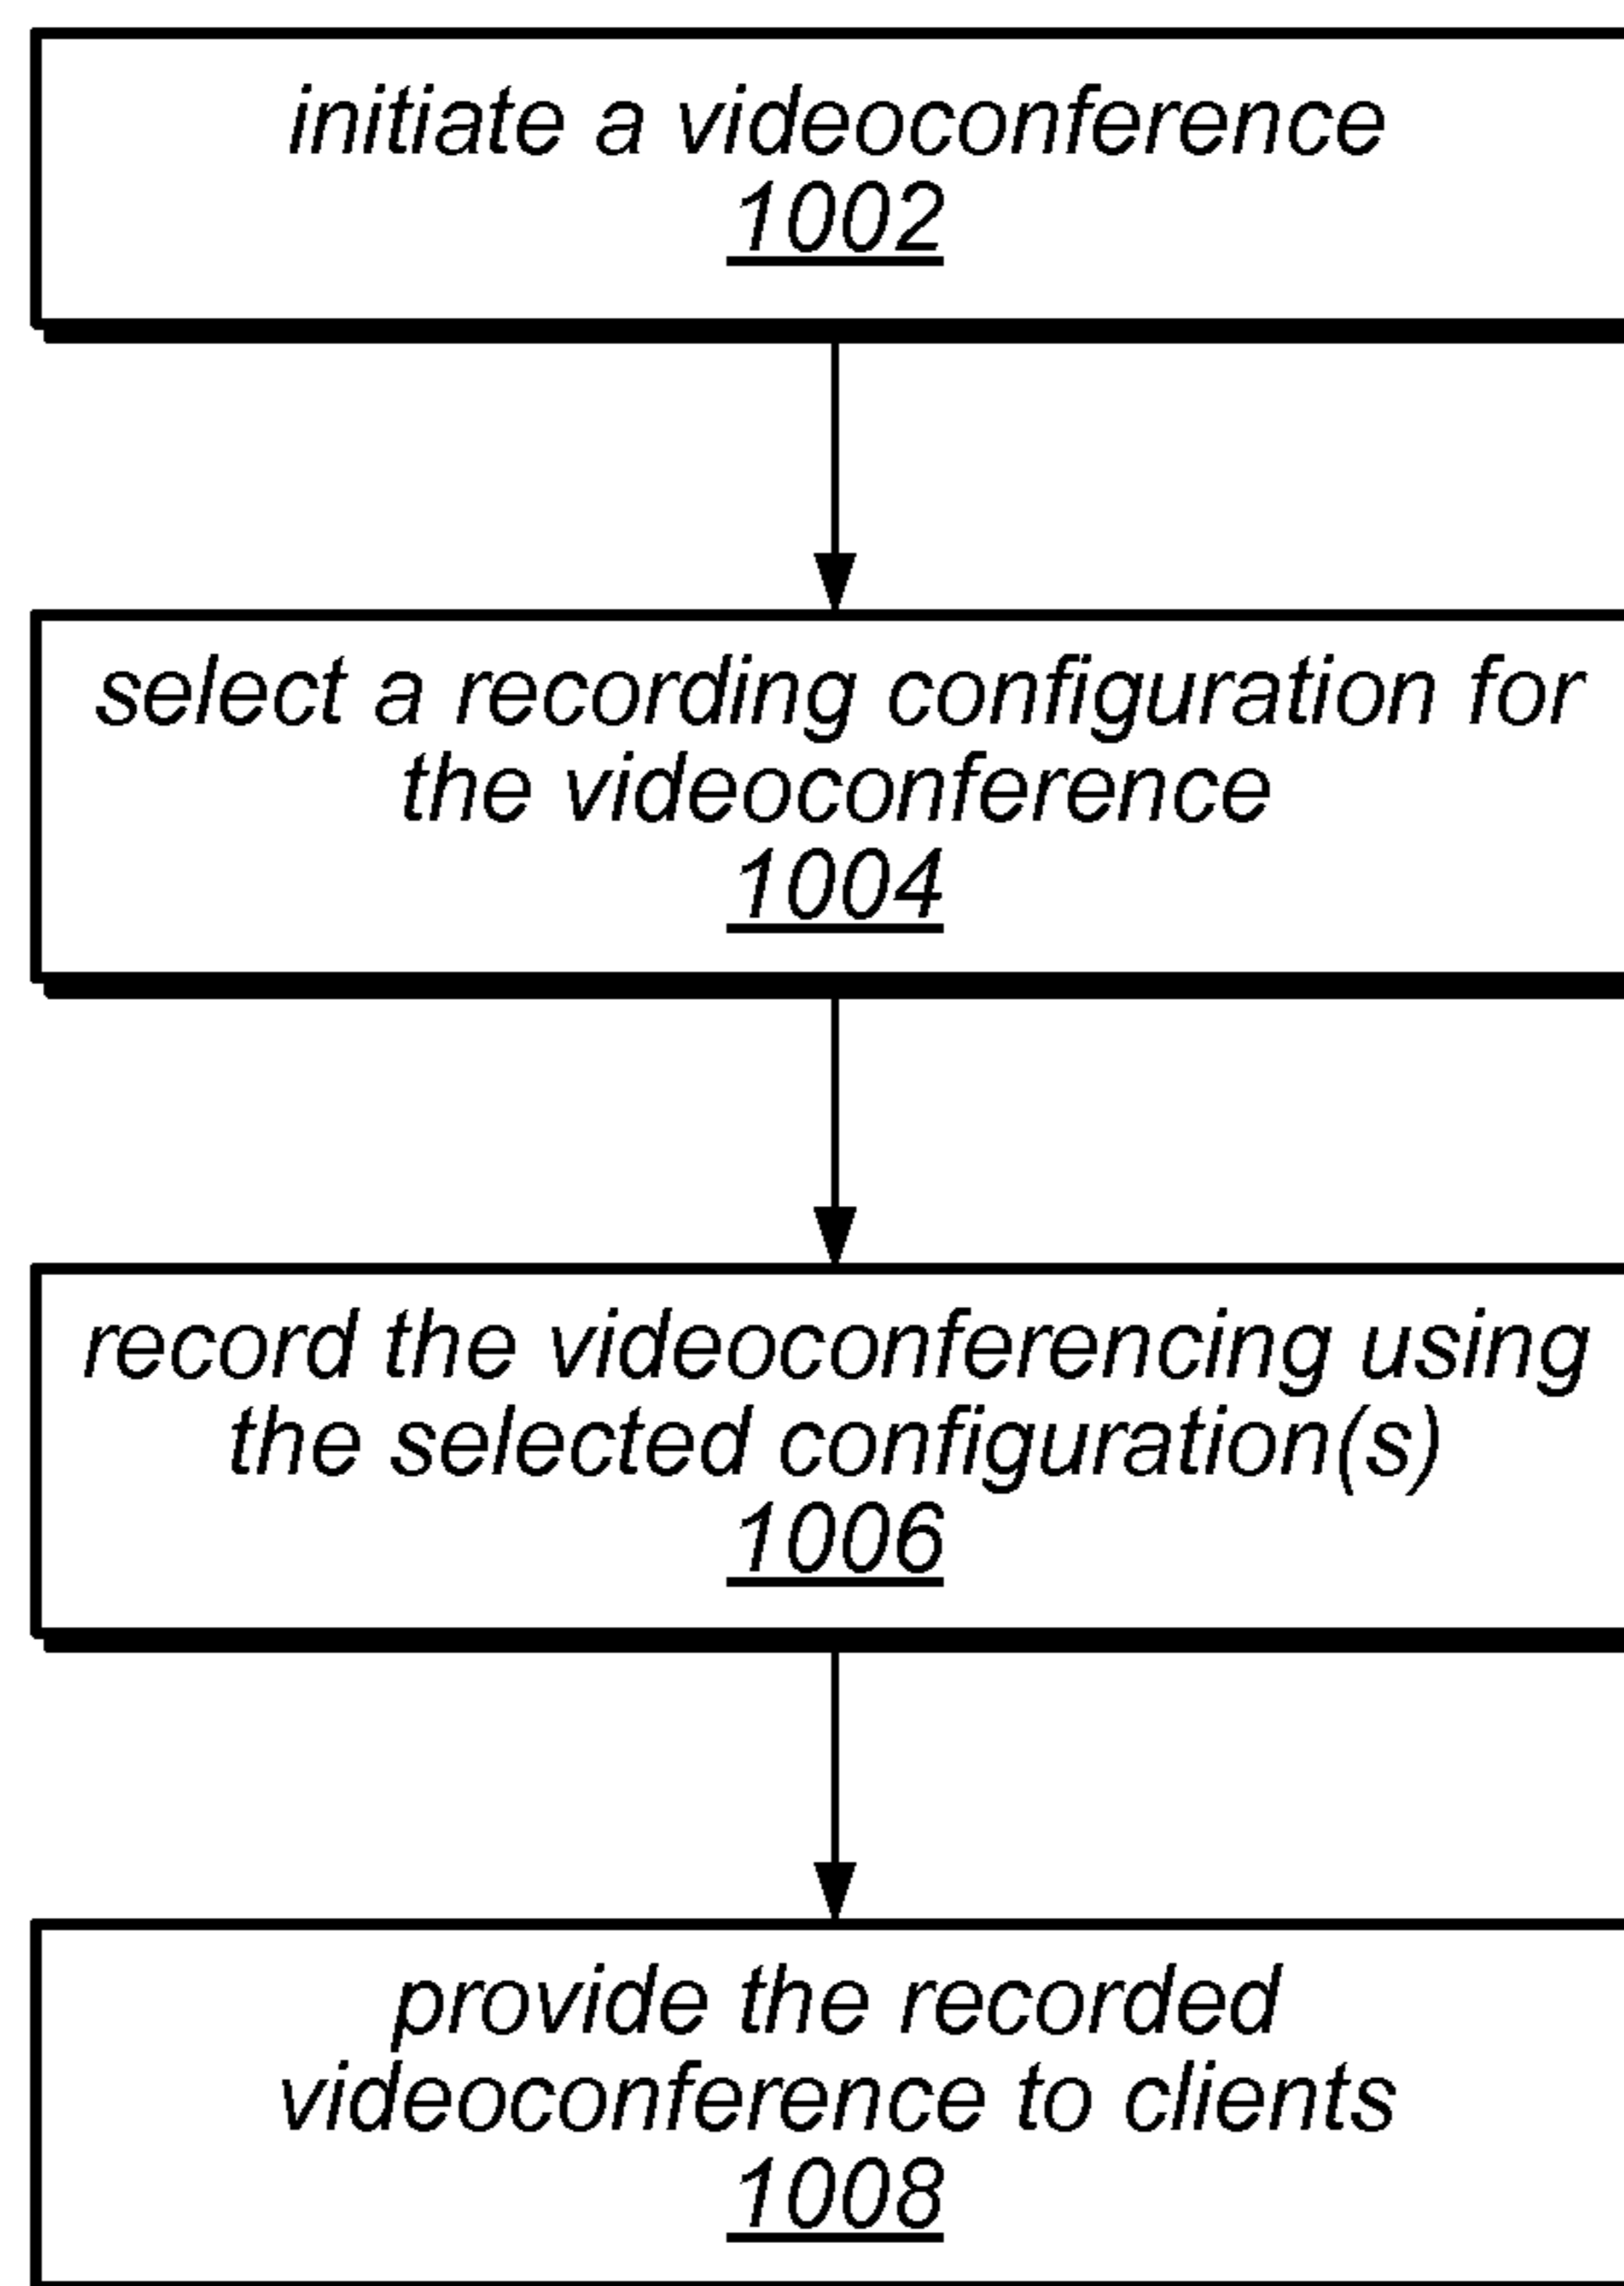 initiate a videoconference
1002
select a recording configuration for
the videoconference
1004
record the videoconferencing using
the selected configuration(s)
1006
provide the recorded
videoconference to clients
1008